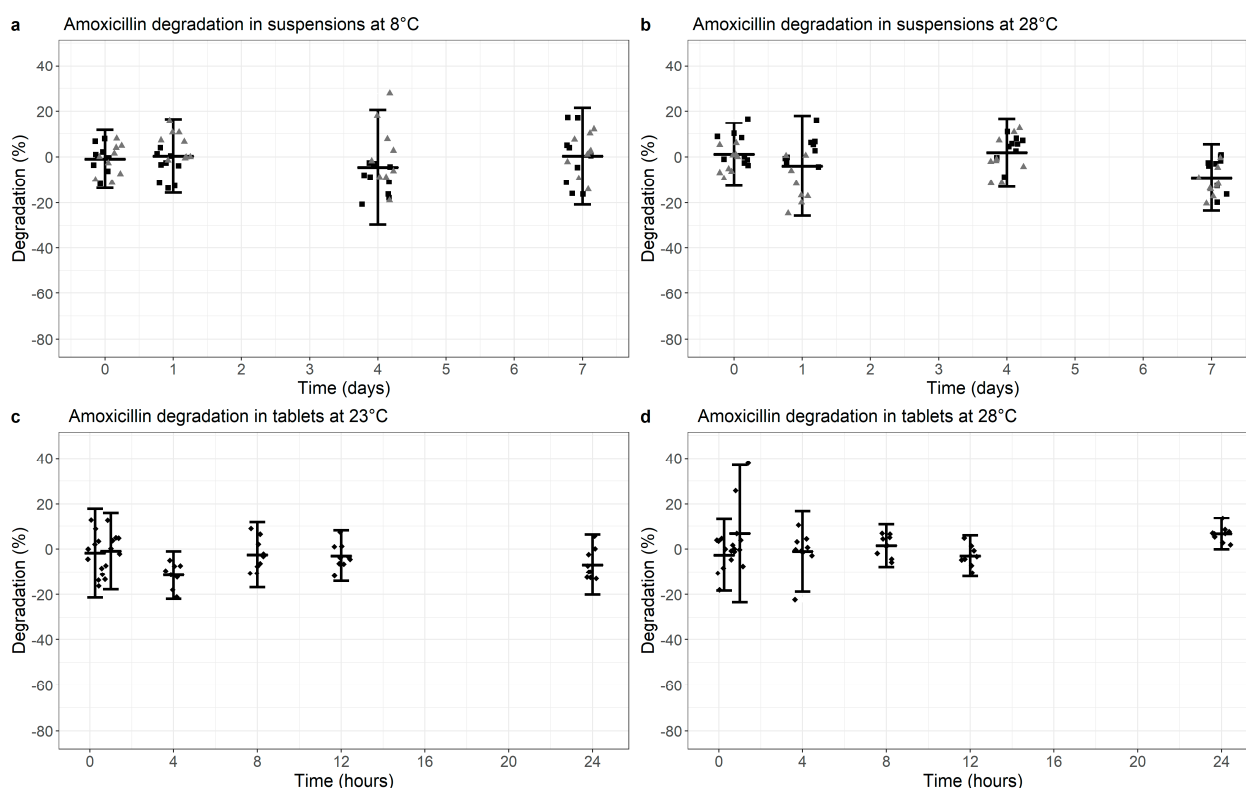 a Amoxicillin degradation in suspensions at 8°C
Degradation (%)
40
20
0
-20
-40
-60
-80
0 1 2 3 4 5 6 7
Time (days)
b Amoxicillin degradation in suspensions at 28°C
Degradation (%)
40
20
0
-20
-40
-60
-80
0 1 2 3 4 5 6 7
Time (days)
c Amoxicillin degradation in tablets at 23°C
Degradation (%)
40
20
0
-20
-40
-60
-80
0 4 8 12 16 20 24
Time (hours)
d Amoxicillin degradation in tablets at 28°C
Degradation (%)
40
20
0
-20
-40
-60
-80
0 4 8 12 16 20 24
Time (hours)